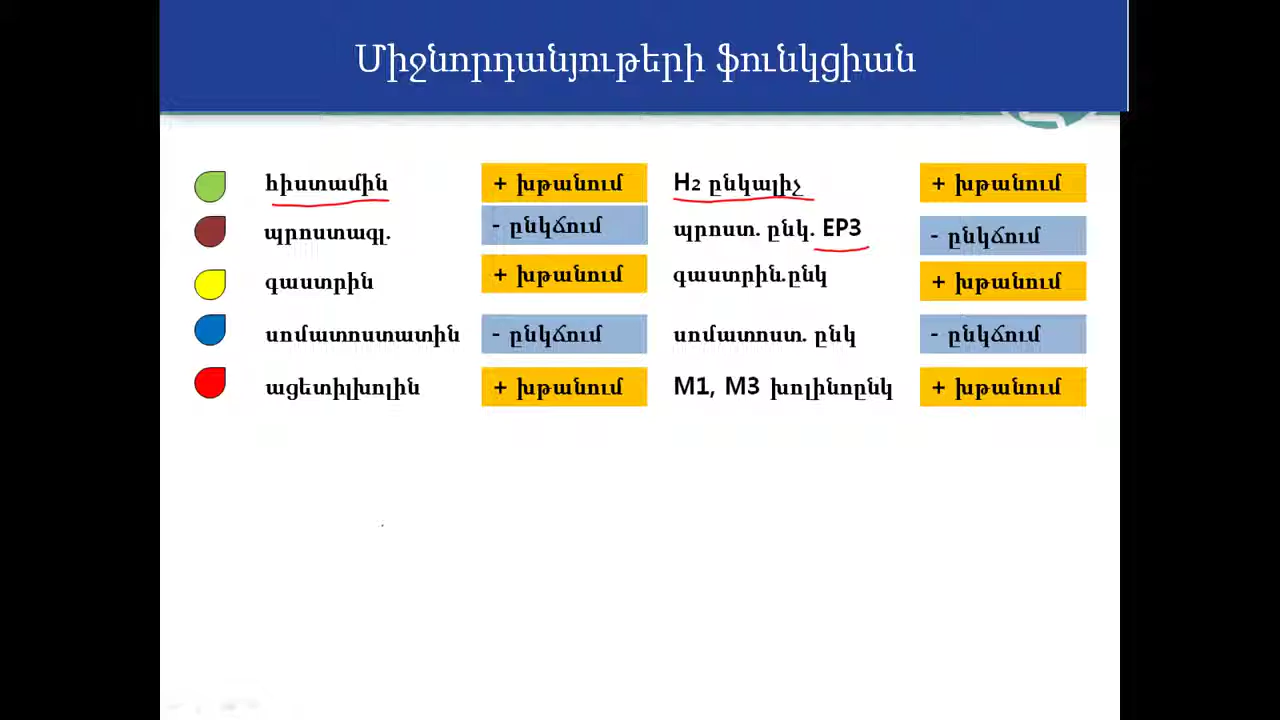 Միջնորդանյութերի ֆունկցիան
հիստամին + խթանում H2 ընկալիչ + խթանում
պրոստագլ. - ընկճում պրոստ. ընկ. EP3 - ընկճում
գաստրին + խթանում գաստրին.ընկ + խթանում
սոմատոստատին - ընկճում սոմատոստ. ընկ - ընկճում
ացետիլխոլին + խթանում M1, M3 խոլինոընկ + խթանում